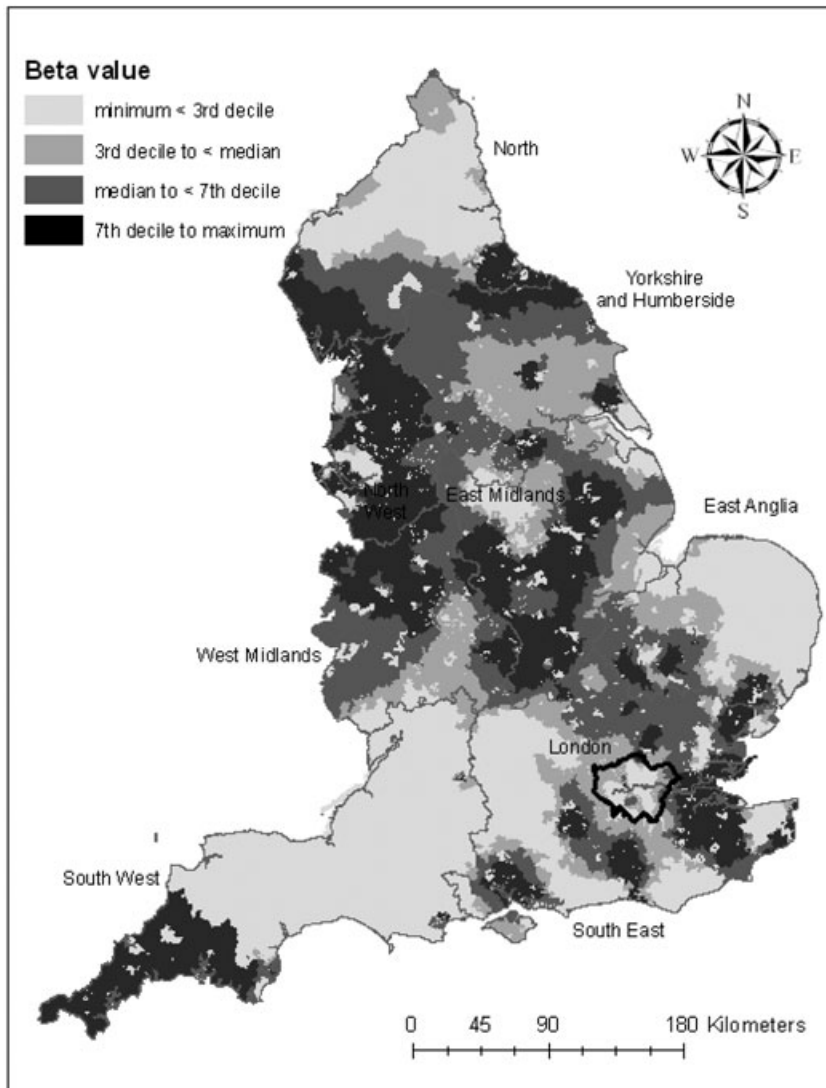 Beta value
minimum < 3rd decile
3rd decile to < median
median to < 7th decile
7th decile to maximum
N
W E
S
North
Yorkshire
and Humberside
North
West
East Midlands
East Anglia
West Midlands
London
South West
South East
0 45 90 180 Kilometers